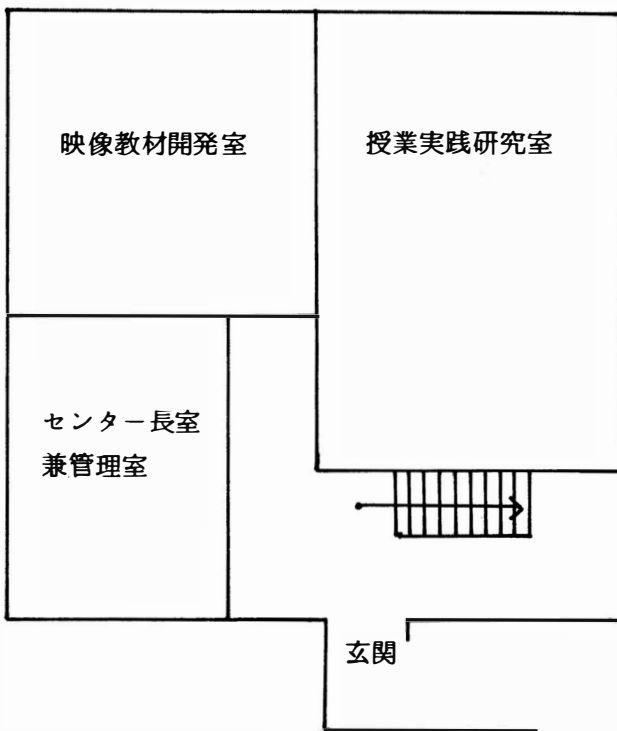 映像教材開発室
授業実践研究室
センター長室
兼管理室
玄関